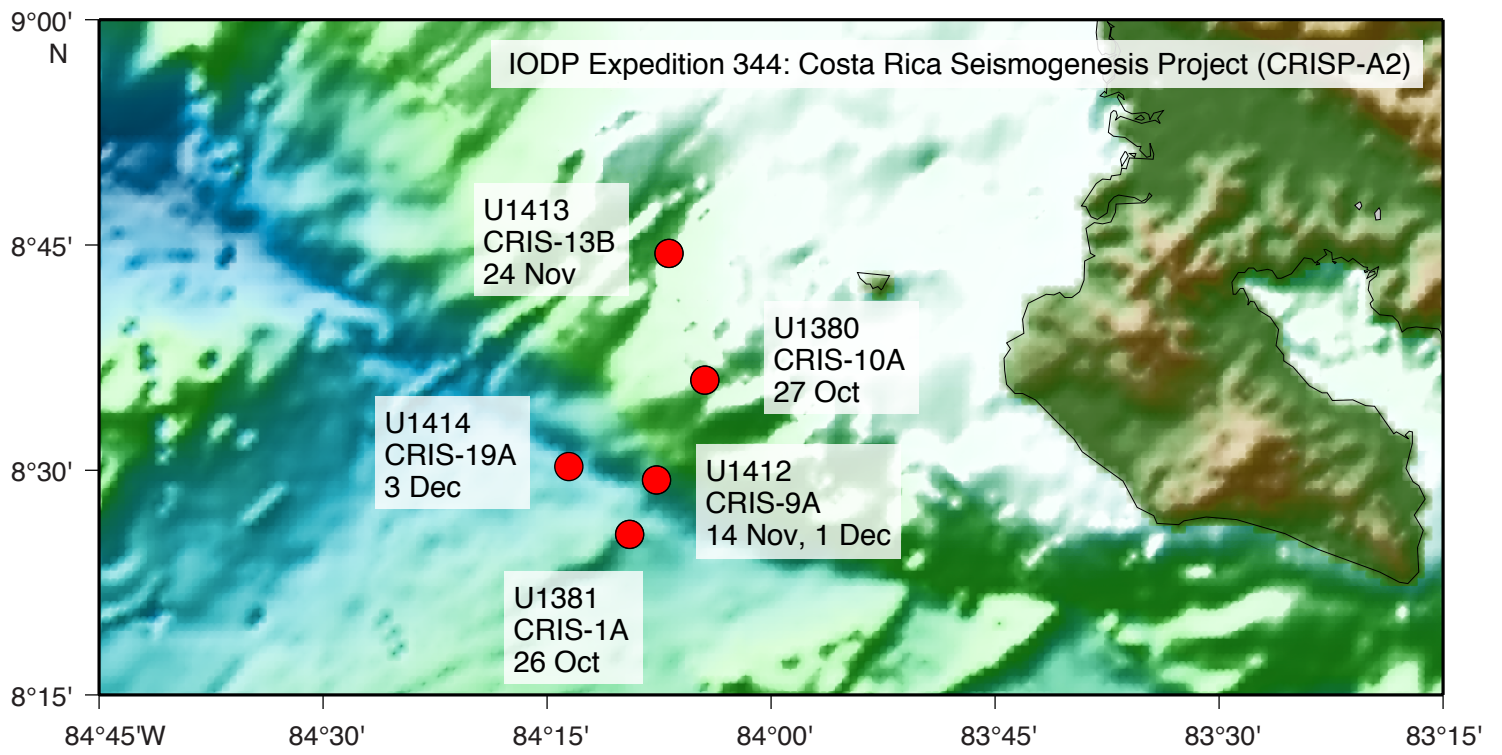 9°00'
N
IODP Expedition 344: Costa Rica Seismogenesis Project (CRISP-A2)
U1413
CRIS-13B
24 Nov
8°45'
U1380
CRIS-10A
27 Oct
U1414
CRIS-19A
3 Dec
8°30'
U1412
CRIS-9A
14 Nov, 1 Dec
U1381
CRIS-1A
26 Oct
8°15'
84°45'W 84°30' 84°15' 84°00' 83°45' 83°30' 83°15'